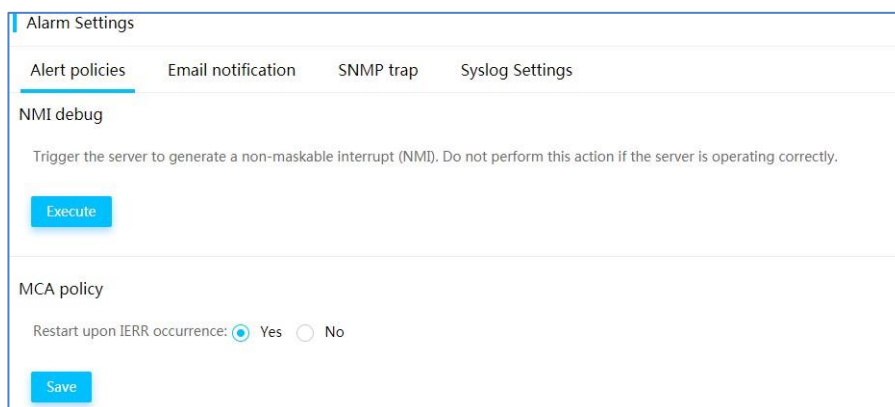 Alarm Settings
Alert policies Email notification SNMP trap Syslog Settings
NMI debug
Trigger the server to generate a non-maskable interrupt (NMI). Do not perform this action if the server is operating correctly.
Execute
MCA policy
Restart upon IERR occurrence: Yes No
Save